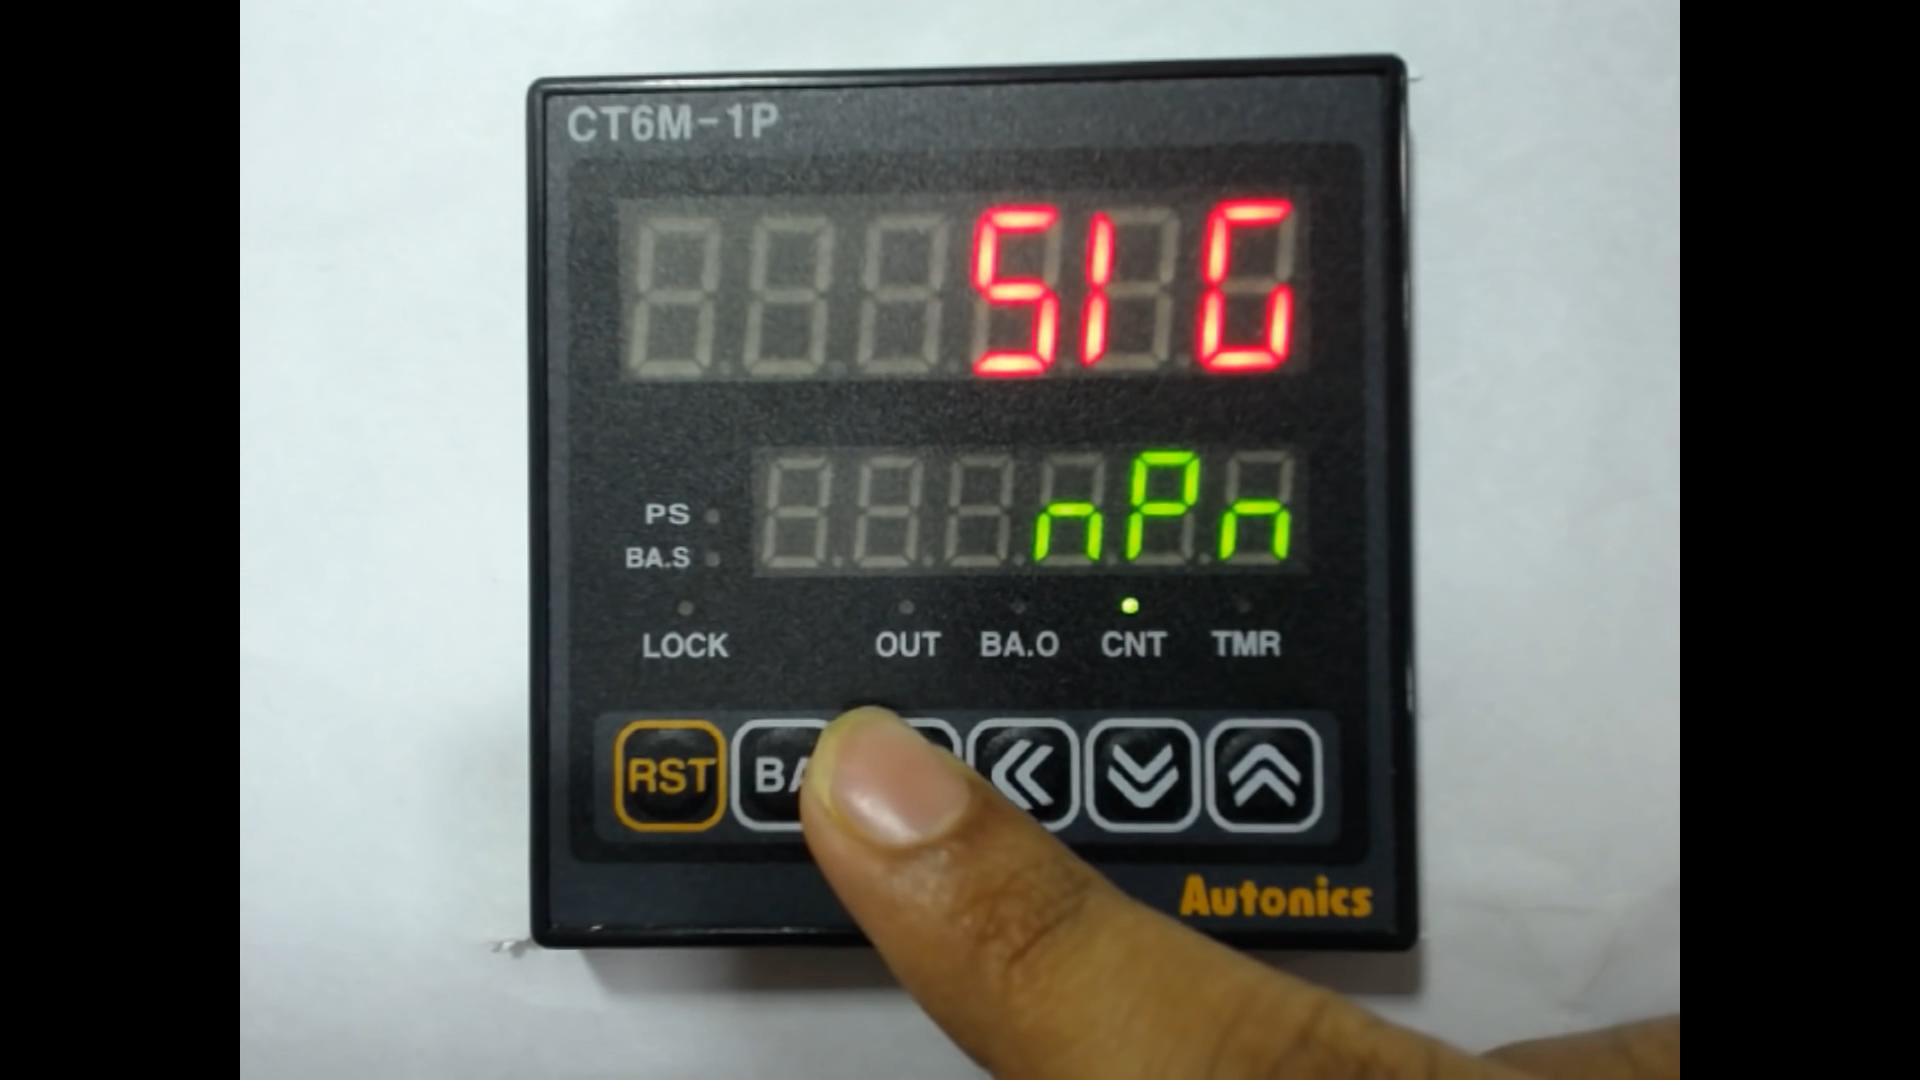 CT6M-1P
SIG
nPn
PS
BA.S
LOCK OUT BA.O CNT TMR
RST
Autonics